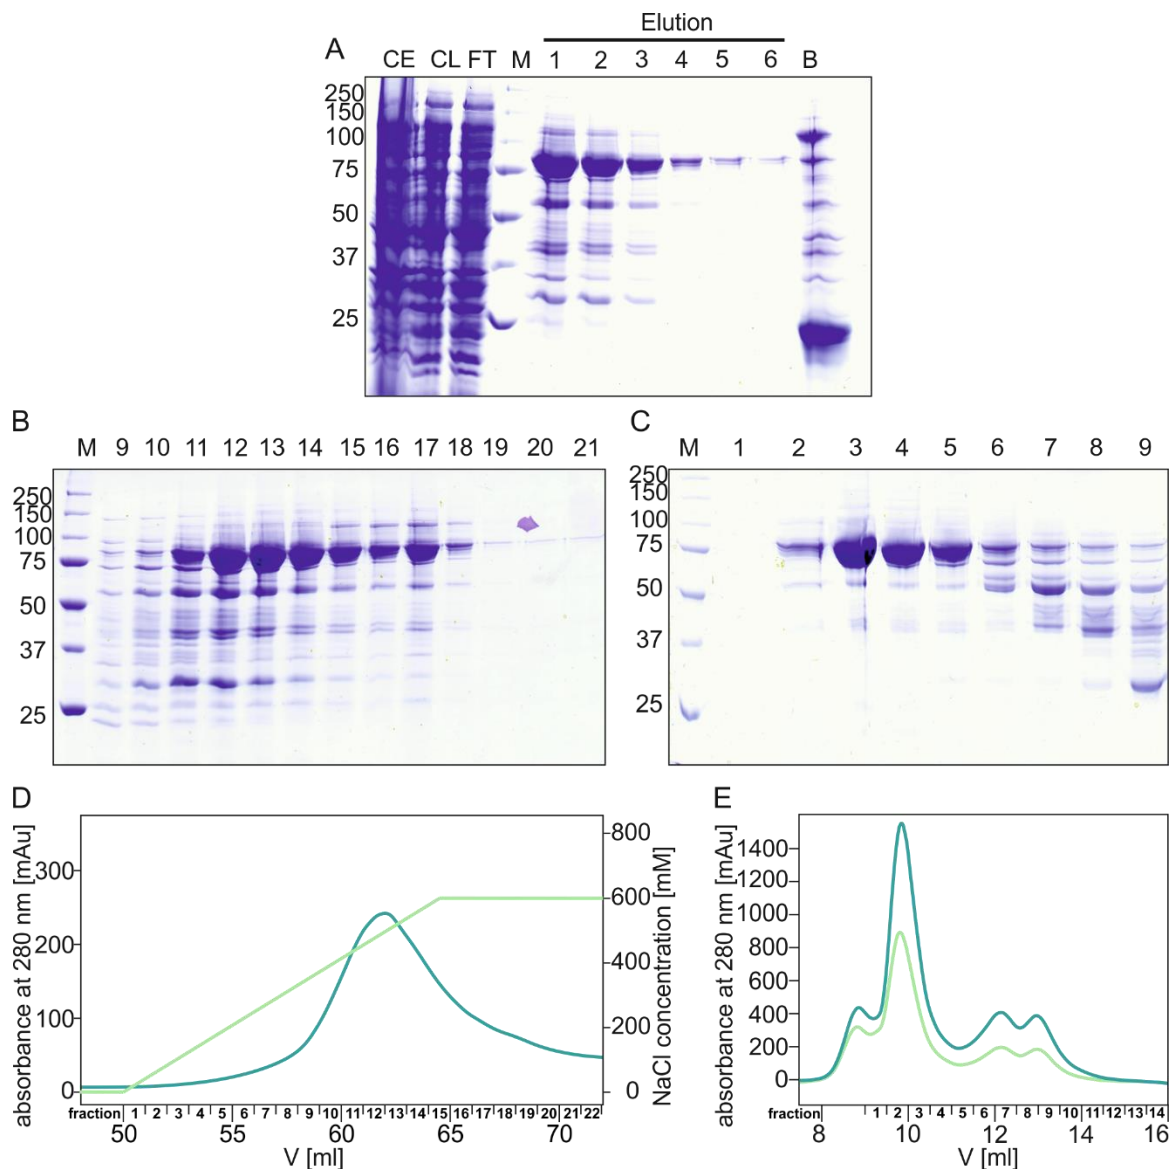 Elution
A
CE CL FT M 1 2 3 4 5 6 B
250
150
100
75
50
37
25
B
M 9 10 11 12 13 14 15 16 17 18 19 20 21
250
150
100
75
50
37
25
C
M 1 2 3 4 5 6 7 8 9
250
150
100
75
50
37
25
D
absorbance at 280 nm [mAu]
300
200
100
0
NaCl concentration [mM]
800
600
400
200
0
fraction 1 2 3 4 5 6 7 8 9 10 11 12 13 14 15 16 17 18 19 20 21 22
50 55 60 65 70
V [ml]
E
absorbance at 280 nm [mAu]
1400
1200
1000
800
600
400
200
0
fraction 1 2 3 4 5 6 7 8 9 10 11 12 13 14
8 10 12 14 16
V [ml]